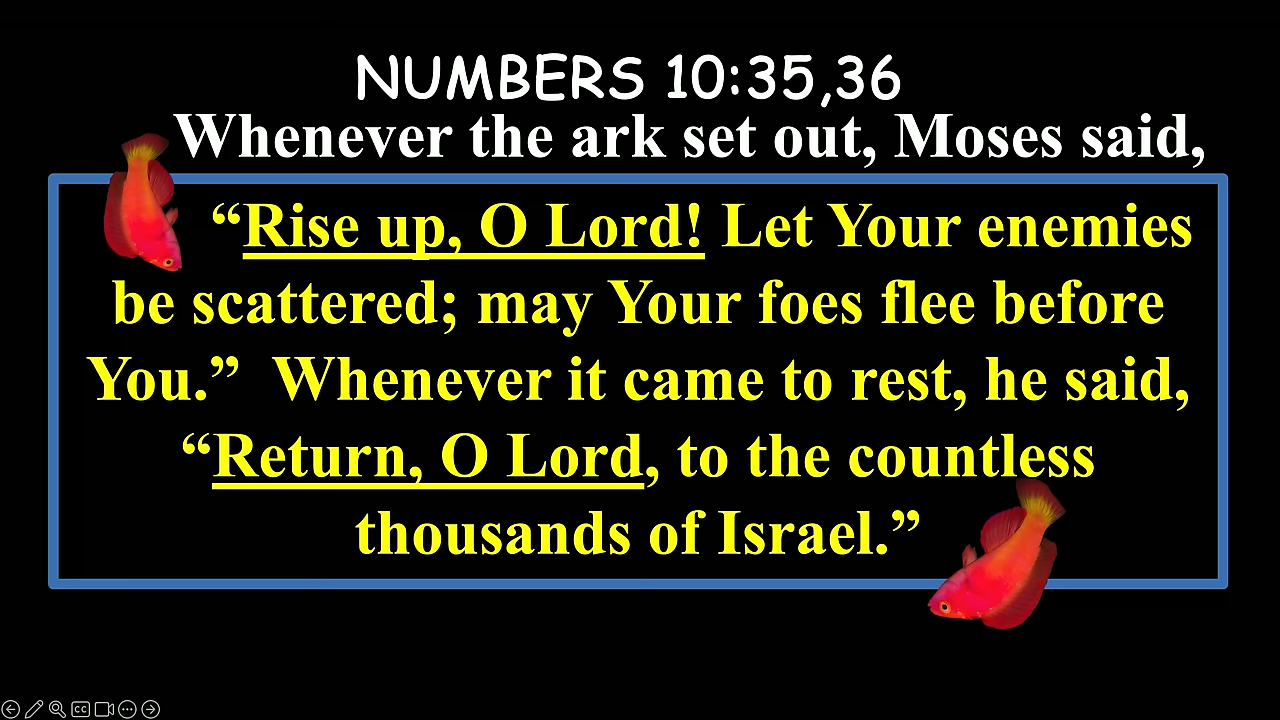 NUMBERS 10:35,36
Whenever the ark set out, Moses said,
“Rise up, O Lord! Let Your enemies
be scattered; may Your foes flee before
You.” Whenever it came to rest, he said,
“Return, O Lord, to the countless
thousands of Israel.”
CC